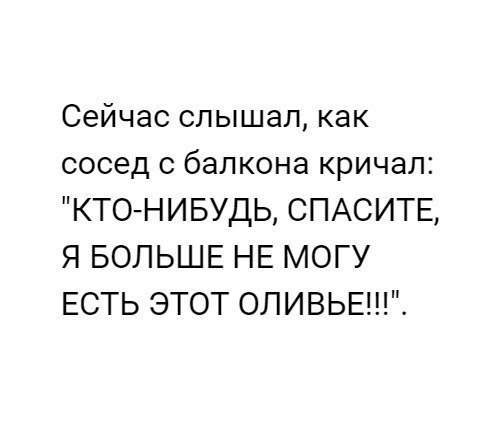 Сейчас слышал, как
сосед с балкона кричал:
"КТО-НИБУДЬ, СПАСИТЕ,
Я БОЛЬШЕ НЕ МОГУ
ЕСТЬ ЭТОТ ОЛИВЬЕ!!!".